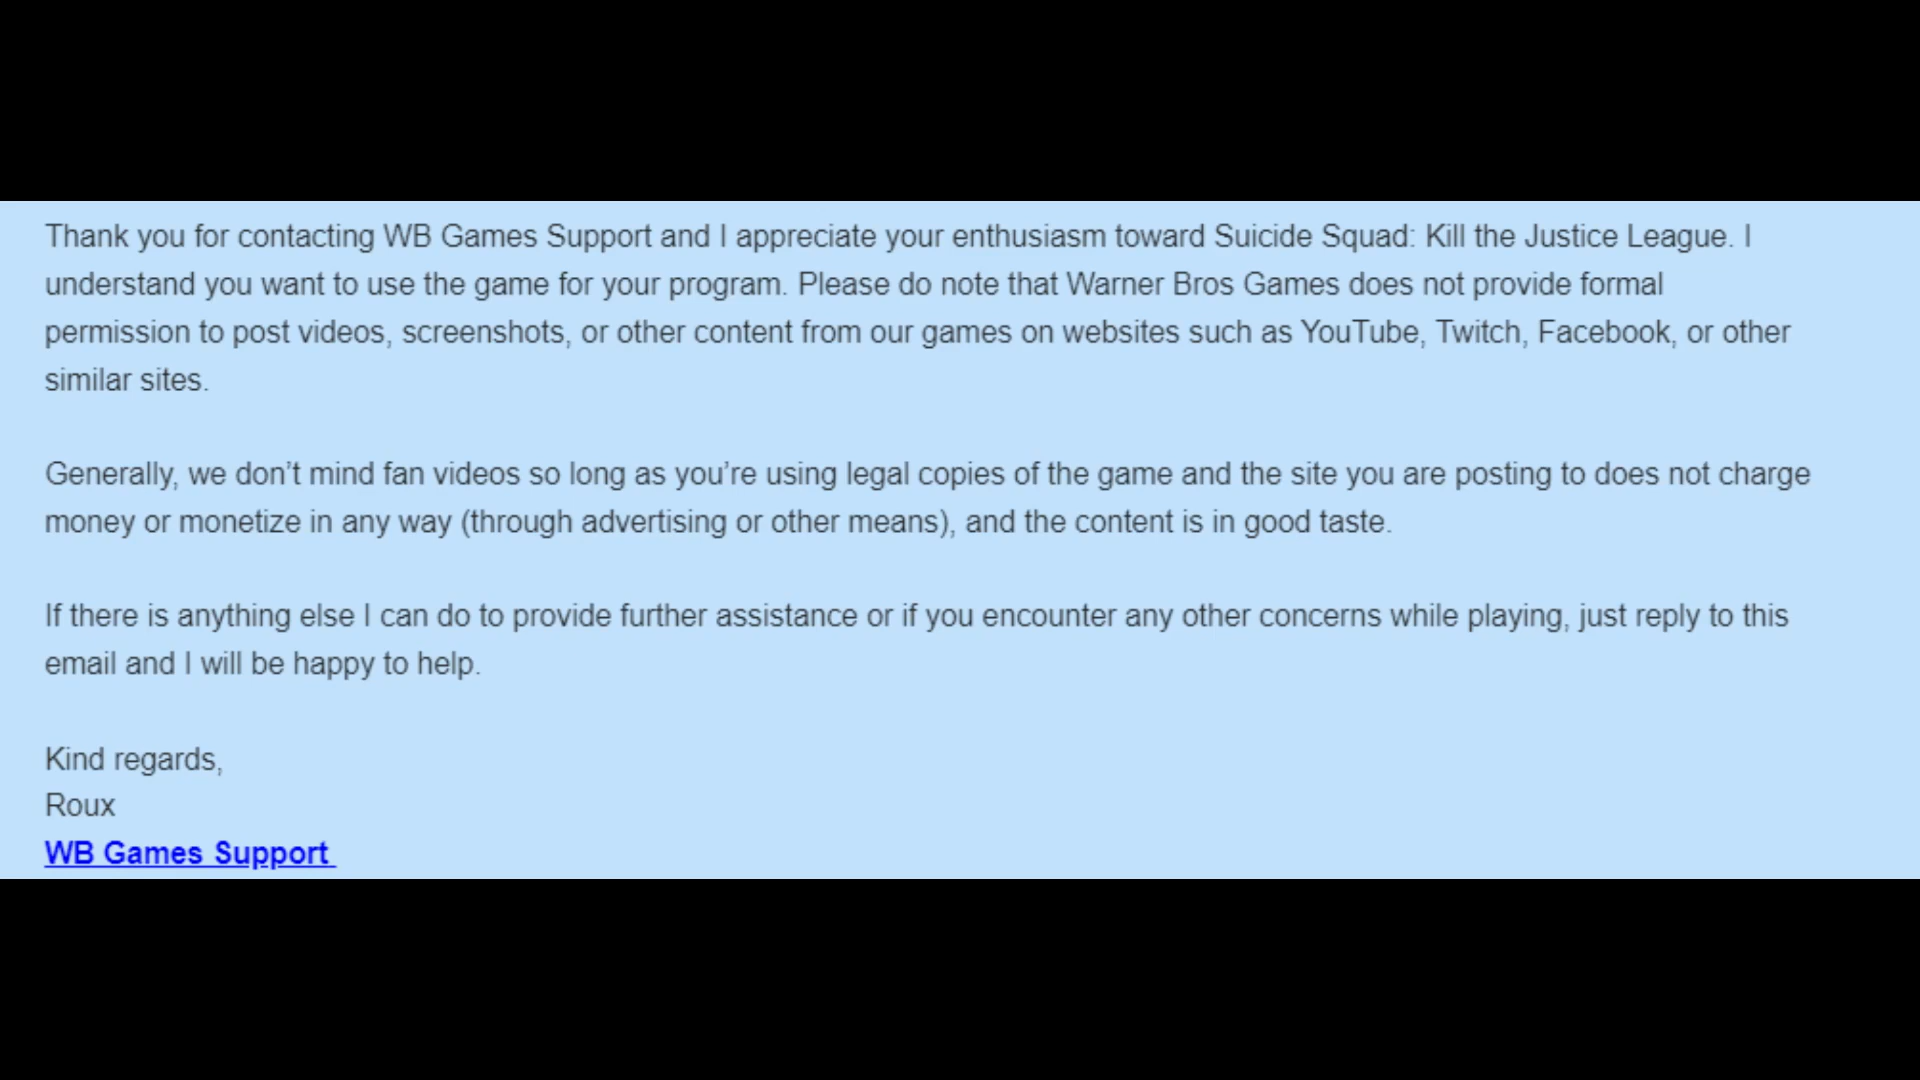 Thank you for contacting WB Games Support and I appreciate your enthusiasm toward Suicide Squad: Kill the Justice League. I
understand you want to use the game for your program. Please do note that Warner Bros Games does not provide formal
permission to post videos, screenshots, or other content from our games on websites such as YouTube, Twitch, Facebook, or other
similar sites.
Generally, we don’t mind fan videos so long as you’re using legal copies of the game and the site you are posting to does not charge
money or monetize in any way (through advertising or other means), and the content is in good taste.
If there is anything else I can do to provide further assistance or if you encounter any other concerns while playing, just reply to this
email and I will be happy to help.
Kind regards,
Roux
WB Games Support